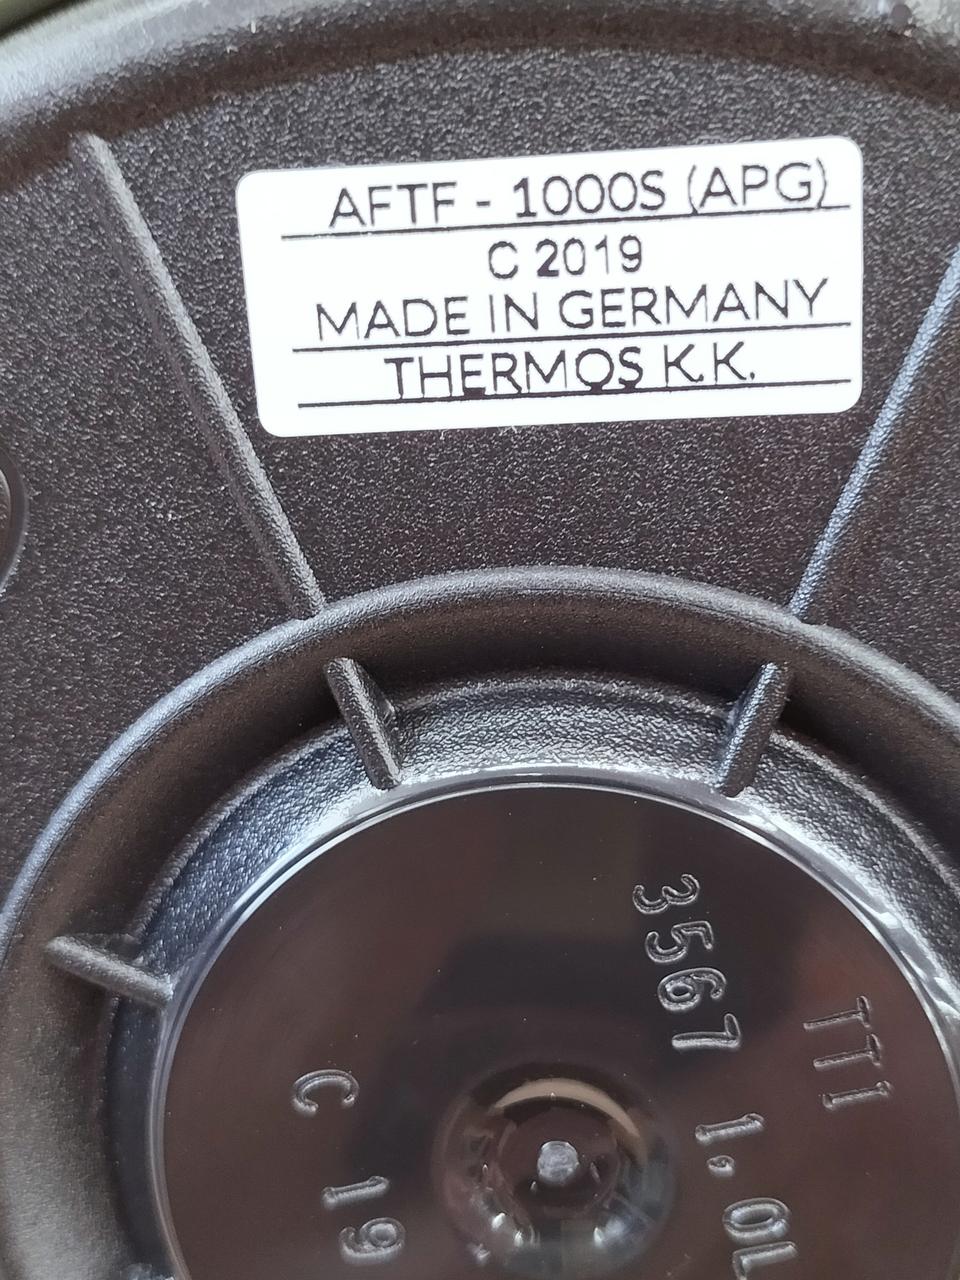 AFTF - 1000S (APG)
C 2019
MADE IN GERMANY
THERMOS K.K.
TTI
3567 1,0L
C 19